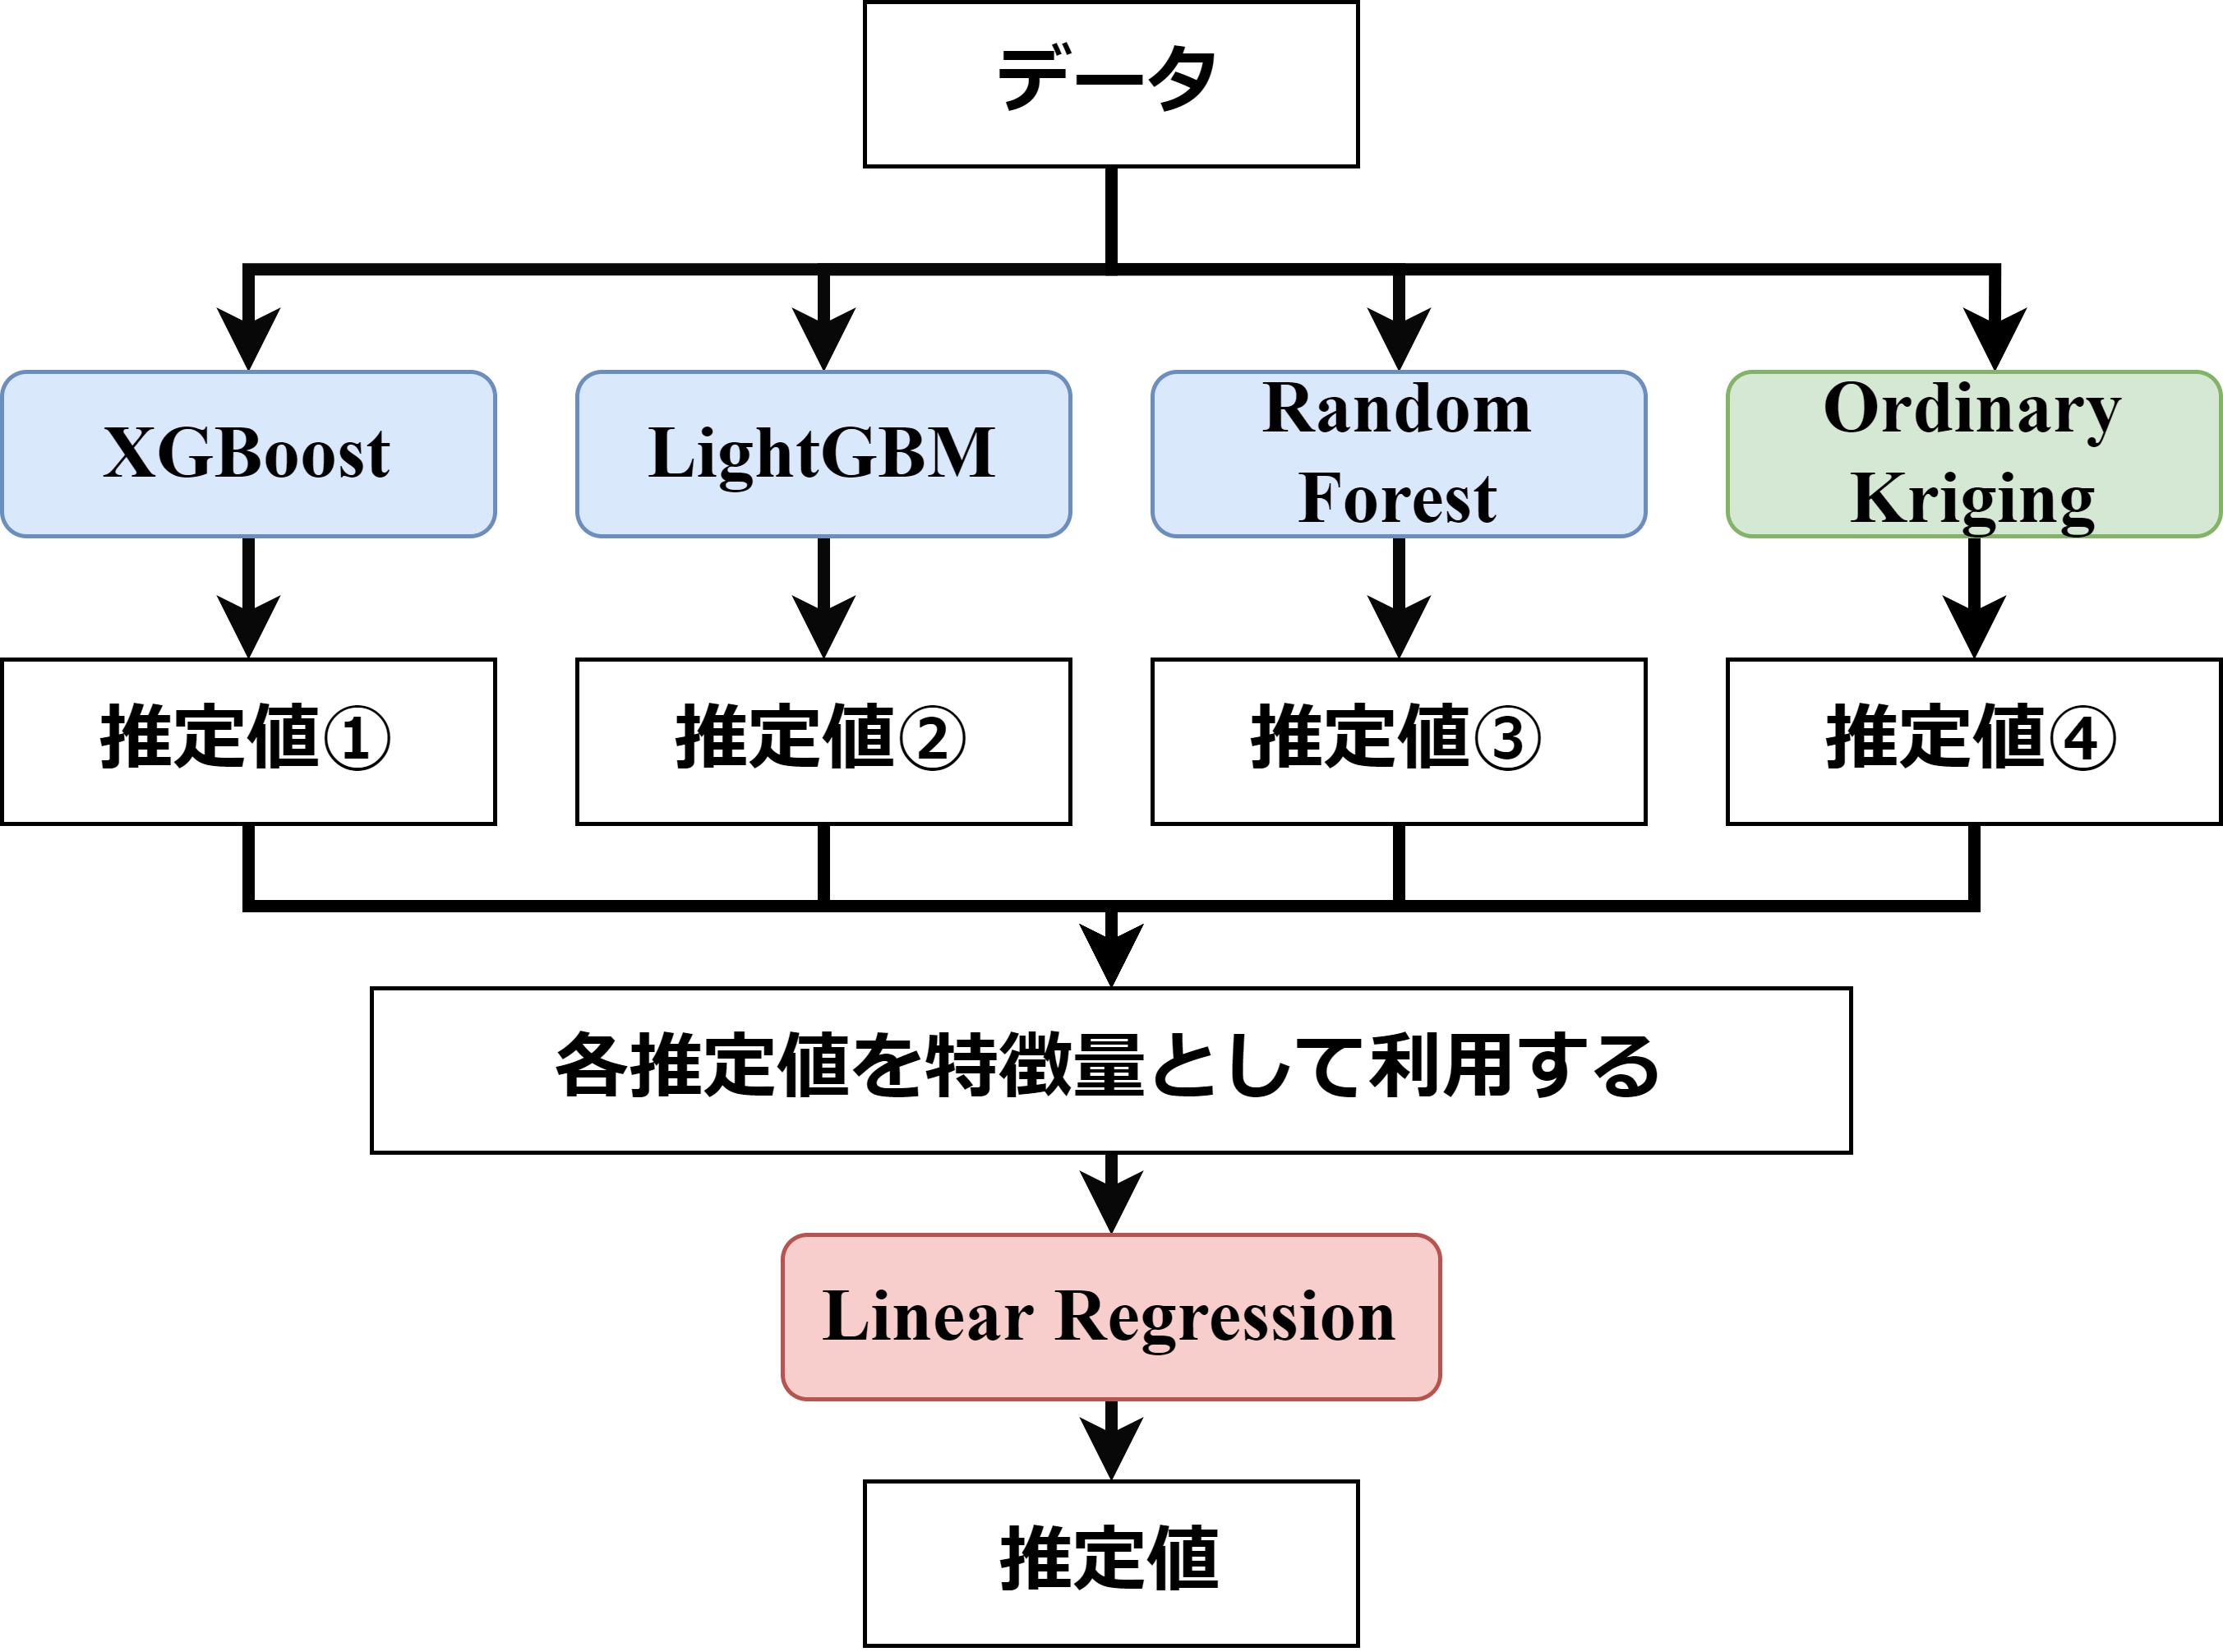 データ
XGBoost
LightGBM
Random
Forest
Ordinary
Kriging
推定値①
推定値②
推定値③
推定値④
各推定値を特徴量として利用する
Linear Regression
推定値